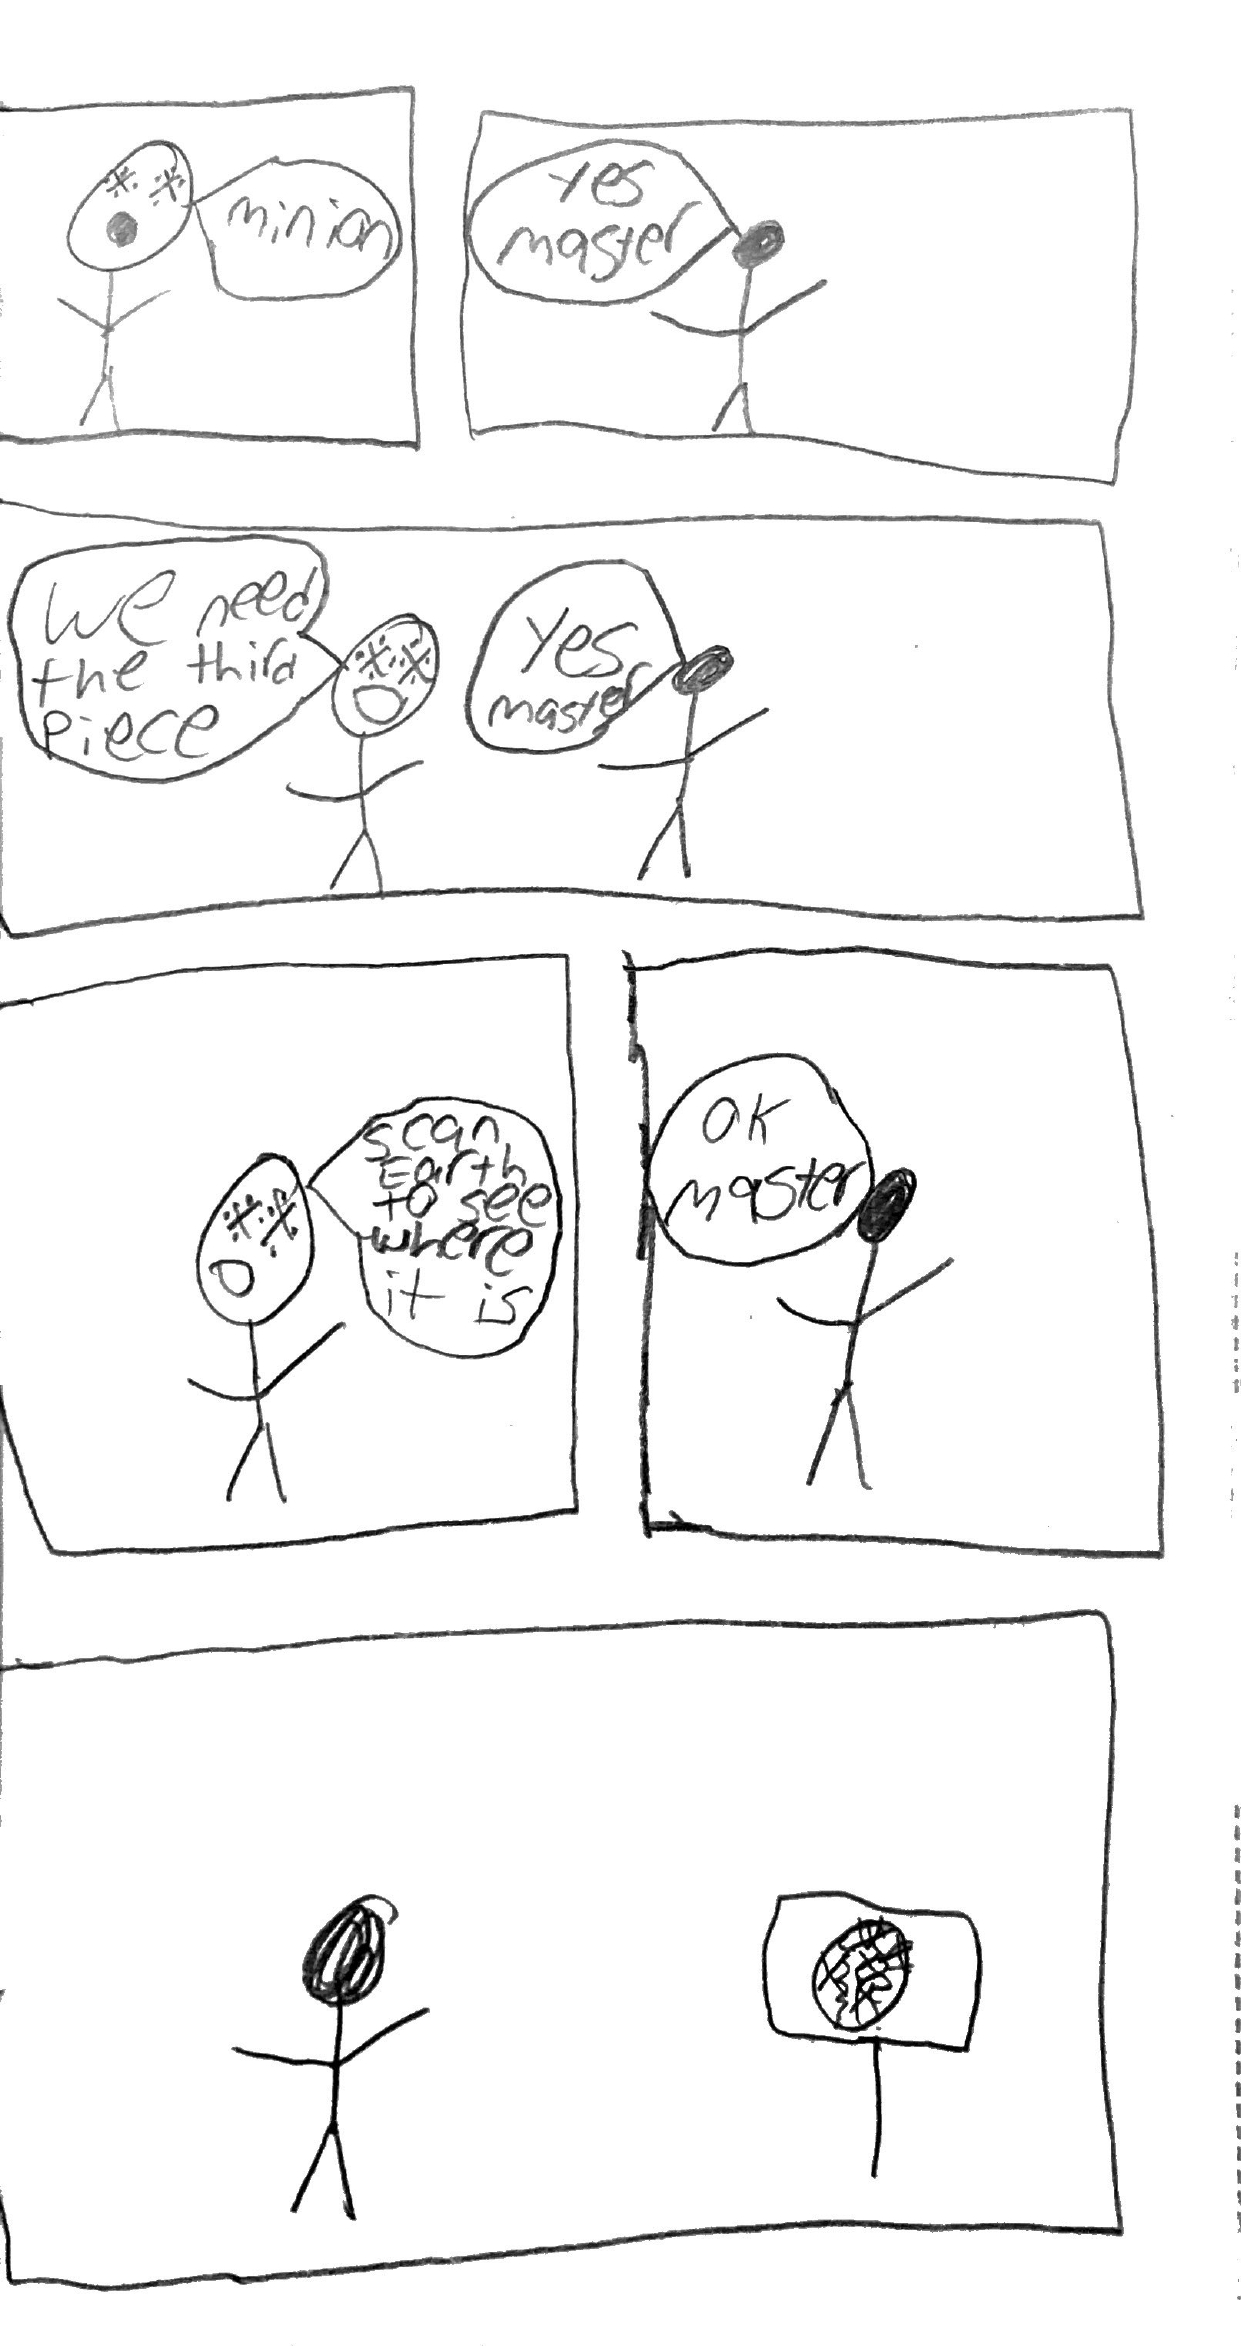 minion
yes
master
we need
the third
piece
yes
master
scan
Earth
to see
where
it is
ok
master